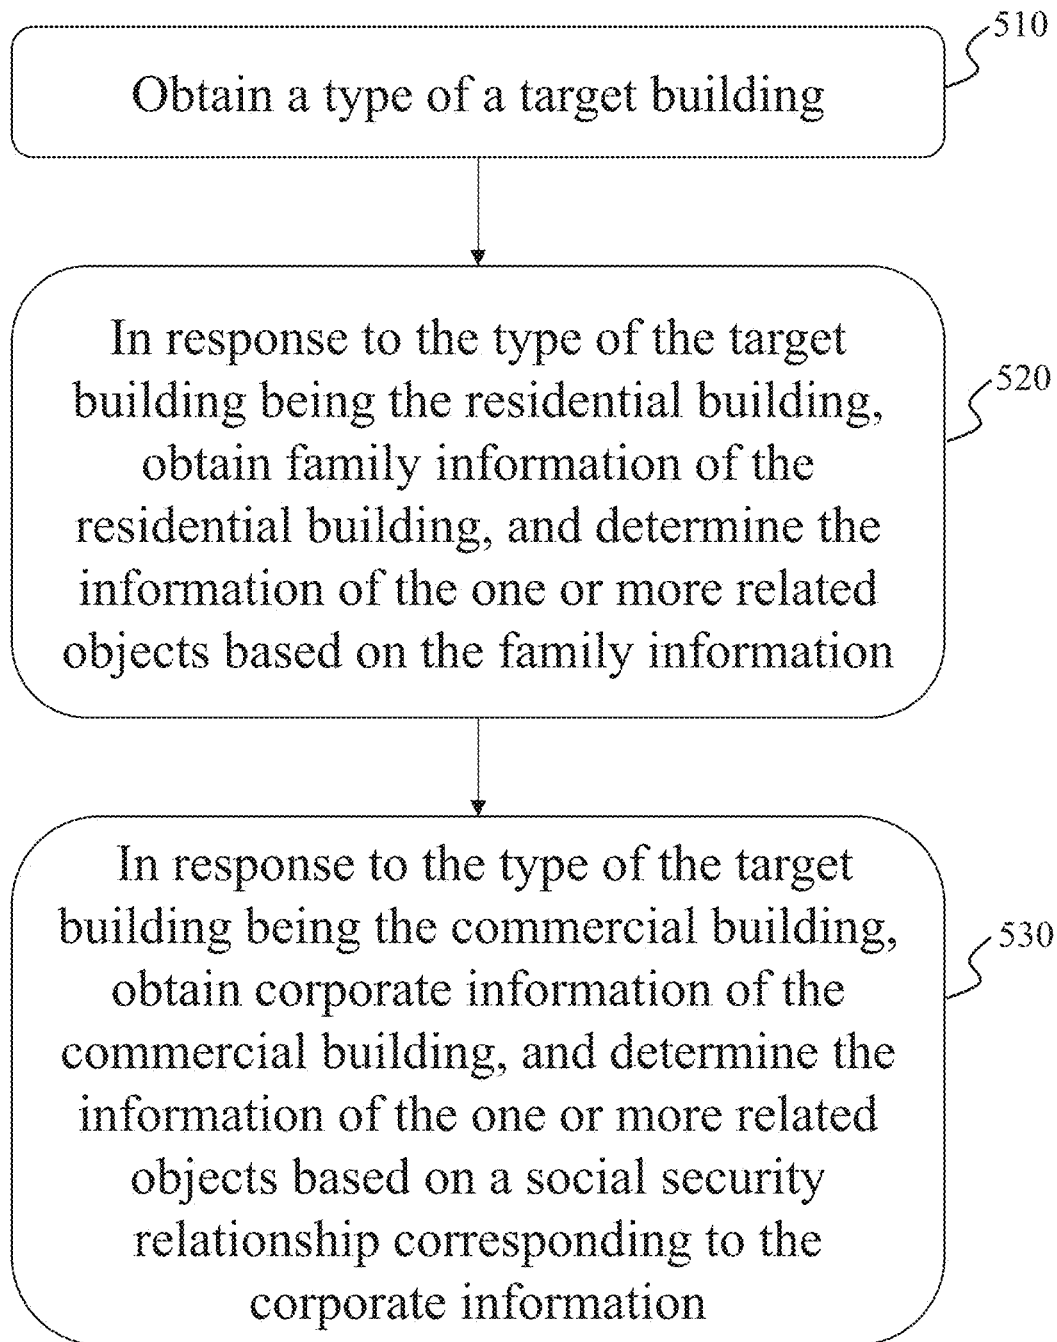 510
Obtain a type of a target building
In response to the type of the target
building being the residential building,
obtain family information of the
residential building, and determine the
information of the one or more related
objects based on the family information
520
In response to the type of the target
building being the commercial building,
obtain corporate information of the
commercial building, and determine the
information of the one or more related
objects based on a social security
relationship corresponding to the
corporate information
530